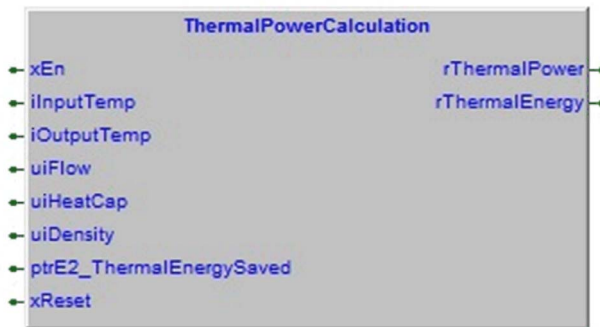 ThermalPowerCalculation
xEn
rThermalPower
iInputTemp
rThermalEnergy
iOutputTemp
uiFlow
uiHeatCap
uiDensity
ptrE2_ThermalEnergySaved
xReset